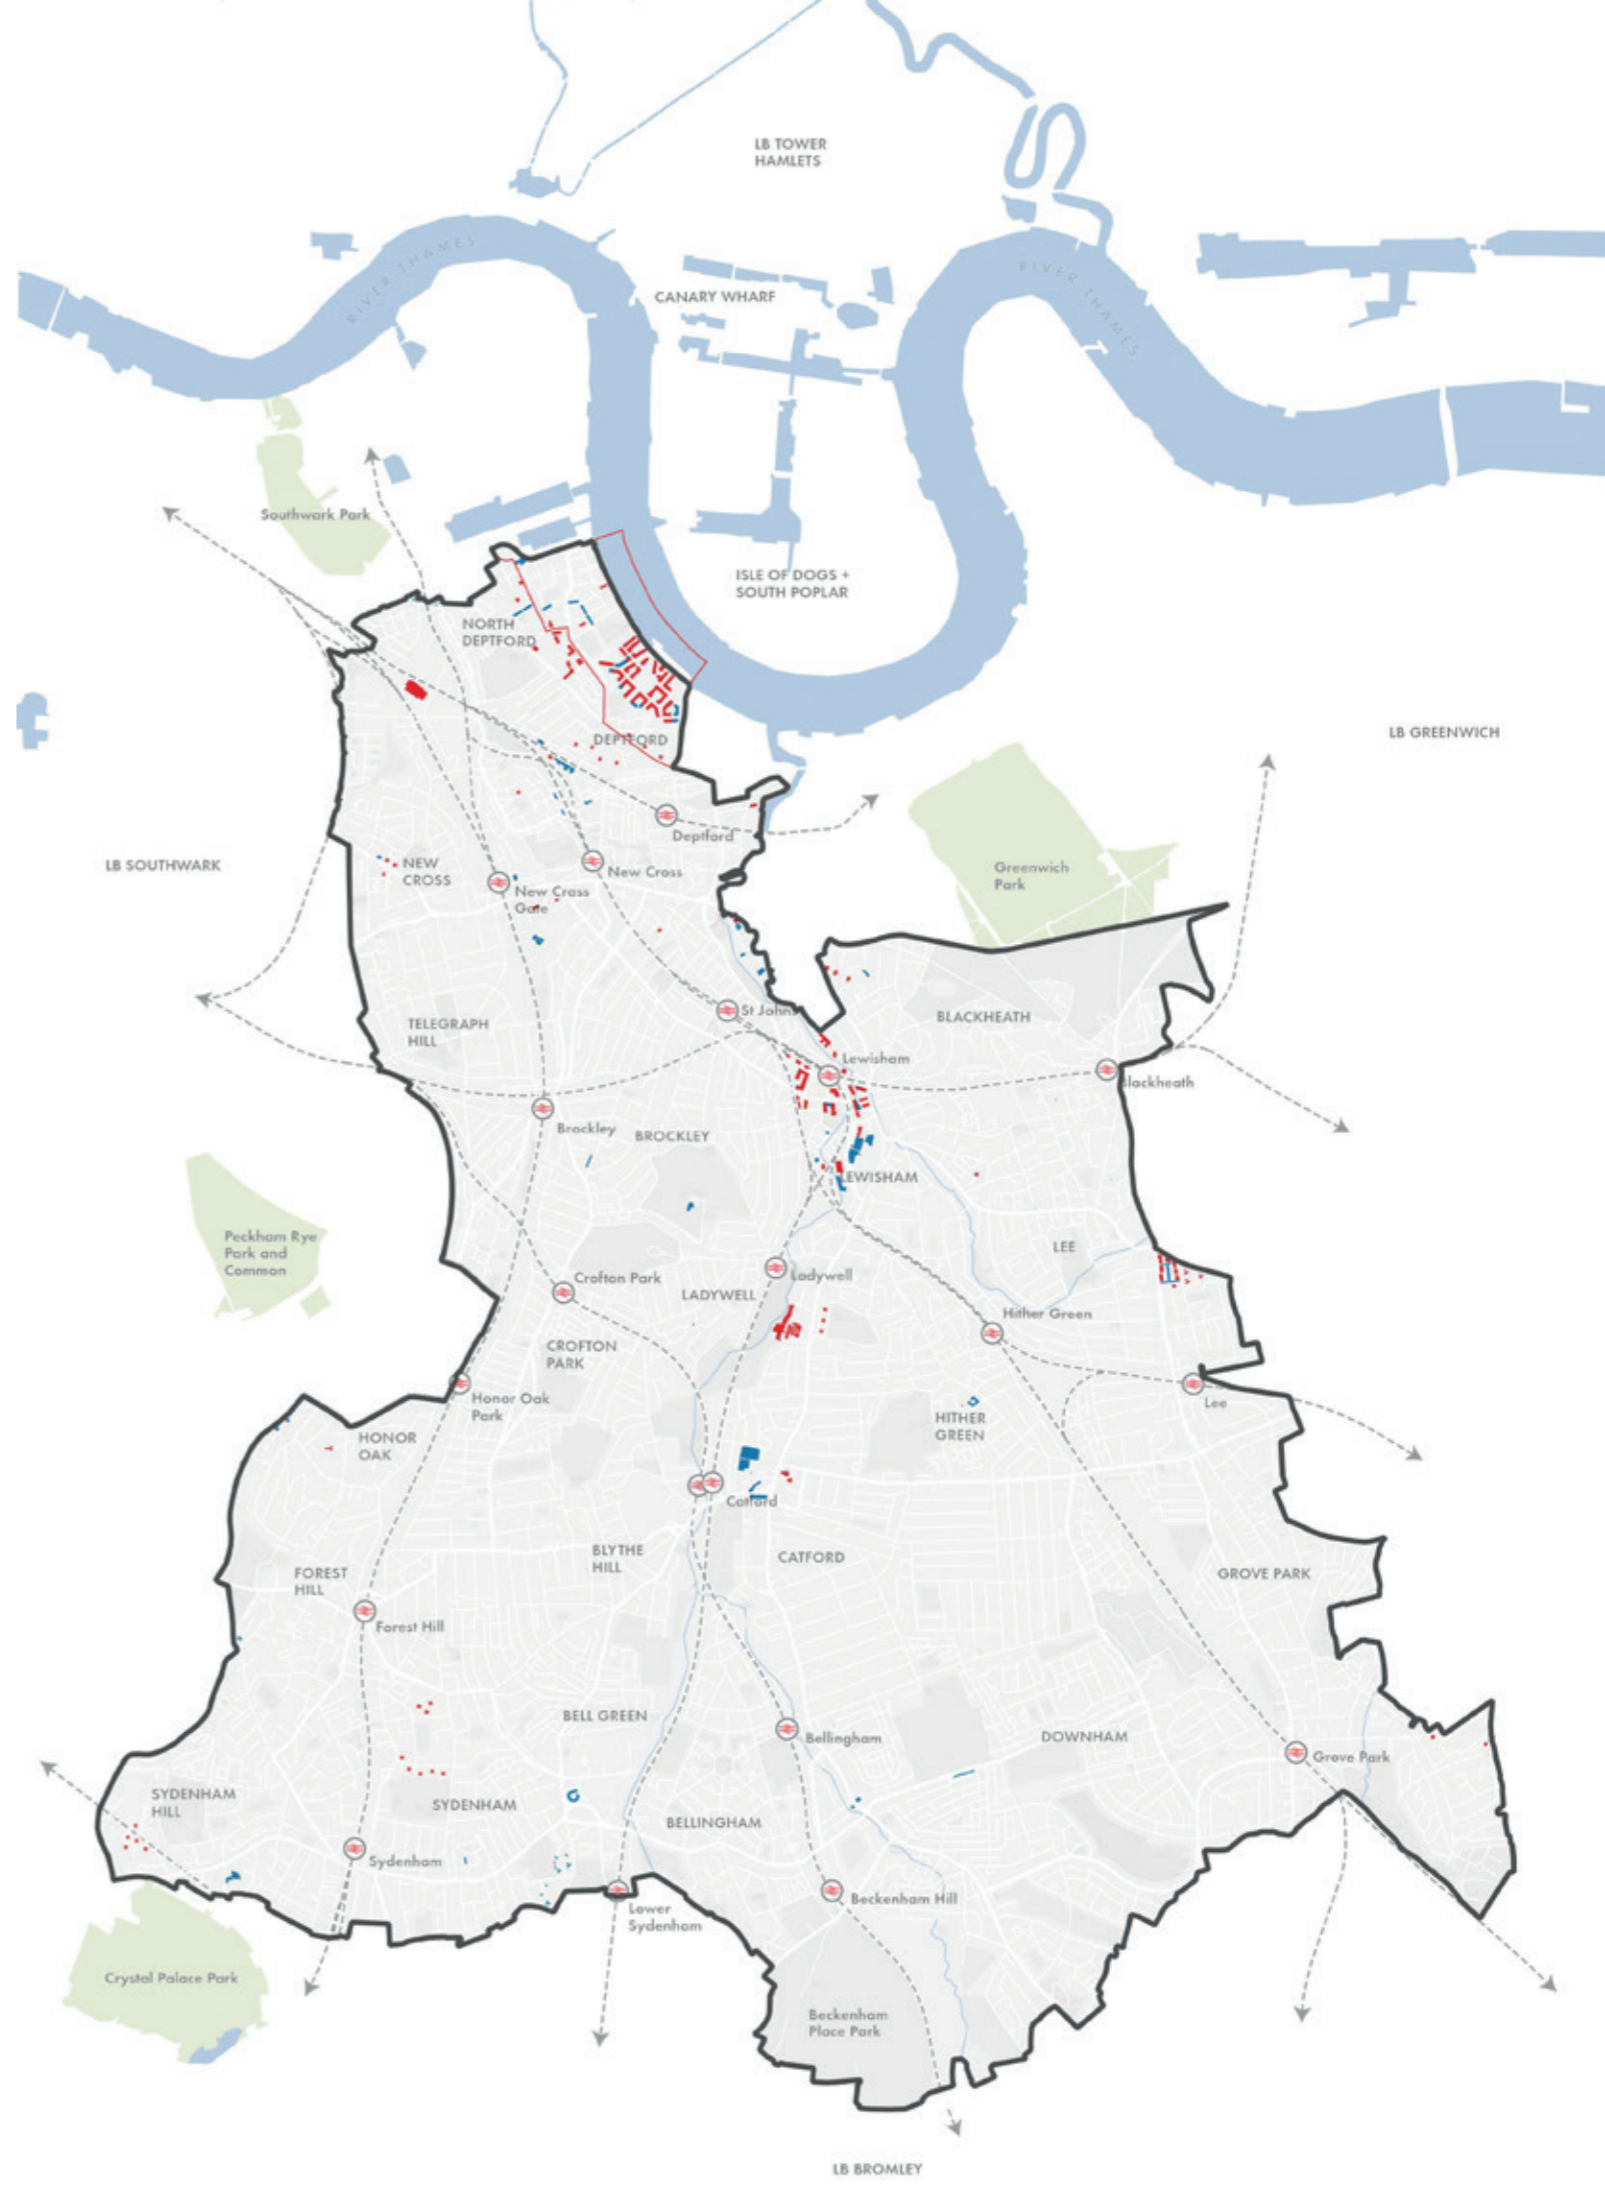 LB TOWER
HAMLETS
RIVER THAMES
RIVER THAMES
CANARY WHARF
Southwark Park
ISLE OF DOGS +
SOUTH POPLAR
NORTH
DEPTFORD
LB GREENWICH
DEPTFORD
Deptford
LB SOUTHWARK
NEW
CROSS
New Cross
Greenwich
Park
New Cross
Gate
St Johns
BLACKHEATH
TELEGRAPH
HILL
Lewisham
Blackheath
Brockley
BROCKLEY
LEWISHAM
Peckham Rye
Park and
Common
LEE
Crofton Park
Ladywell
LADYWELL
Hither Green
CROFTON
PARK
Honor Oak
Park
Lee
HITHER
GREEN
HONOR
OAK
Catford
BLYTHE
HILL
CATFORD
FOREST
HILL
GROVE PARK
Forest Hill
BELL GREEN
Bellingham
DOWNHAM
Grove Park
SYDENHAM
HILL
SYDENHAM
BELLINGHAM
Sydenham
Beckenham Hill
Lower
Sydenham
Crystal Palace Park
Beckenham
Place Park
LB BROMLEY